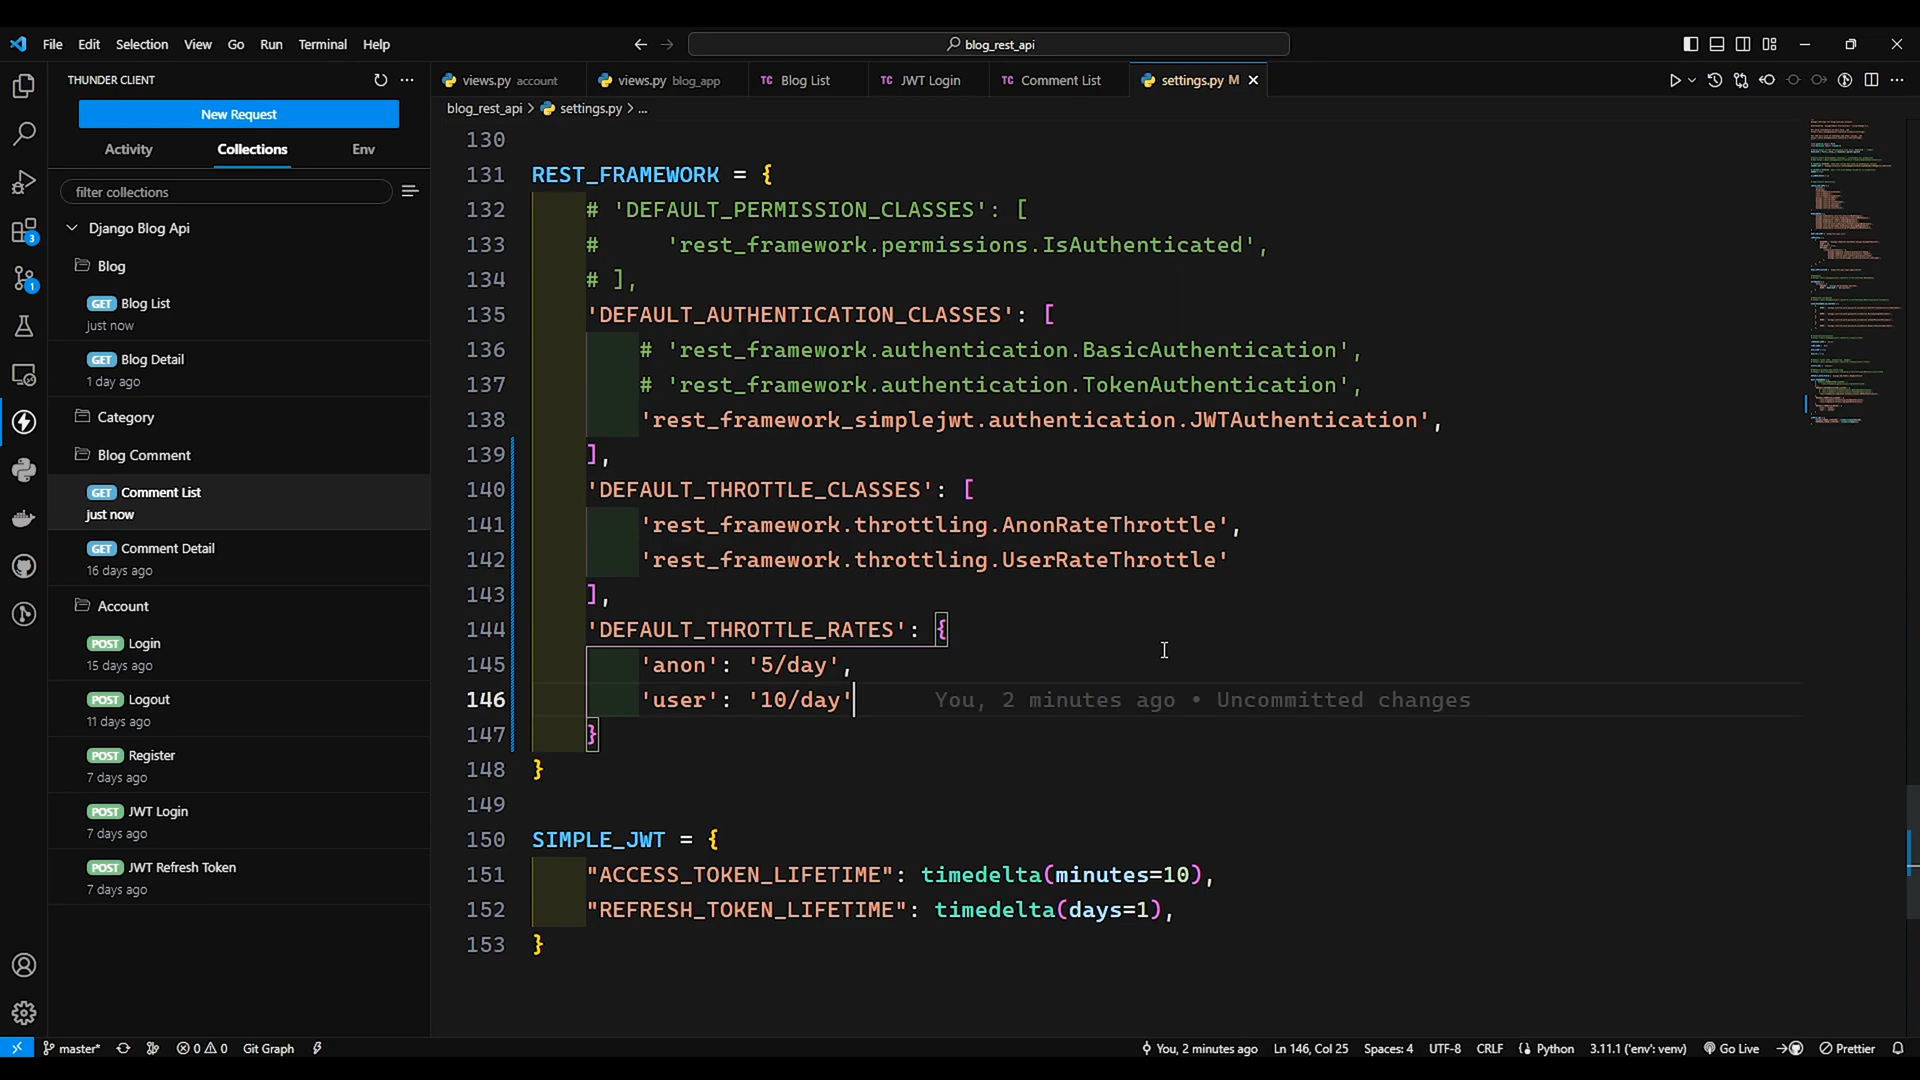 File Edit Selection View Go Run Terminal Help
blog_rest_api
THUNDER CLIENT
New Request
Activity Collections Env
filter collections
Django Blog Api
Blog
GET Blog List
just now
GET Blog Detail
1 day ago
Category
Blog Comment
GET Comment List
just now
GET Comment Detail
16 days ago
Account
POST Login
15 days ago
POST Logout
11 days ago
POST Register
7 days ago
POST JWT Login
7 days ago
POST JWT Refresh Token
7 days ago
3
1
views.py account
views.py blog_app
TC Blog List
TC JWT Login
TC Comment List
settings.py M
blog_rest_api > settings.py > ...
130
131 REST_FRAMEWORK = {
132 # 'DEFAULT_PERMISSION_CLASSES': [
133 #     'rest_framework.permissions.IsAuthenticated',
134 # ],
135 'DEFAULT_AUTHENTICATION_CLASSES': [
136 # 'rest_framework.authentication.BasicAuthentication',
137 # 'rest_framework.authentication.TokenAuthentication',
138 'rest_framework_simplejwt.authentication.JWTAuthentication',
139 ],
140 'DEFAULT_THROTTLE_CLASSES': [
141 'rest_framework.throttling.AnonRateThrottle',
142 'rest_framework.throttling.UserRateThrottle'
143 ],
144 'DEFAULT_THROTTLE_RATES': {
145 'anon': '5/day',
146 'user': '10/day' You, 2 minutes ago • Uncommitted changes
147 }
148 }
149
150 SIMPLE_JWT = {
151 "ACCESS_TOKEN_LIFETIME": timedelta(minutes=10),
152 "REFRESH_TOKEN_LIFETIME": timedelta(days=1),
153 }
master* 0 0 Git Graph You, 2 minutes ago Ln 146, Col 25 Spaces: 4 UTF-8 CRLF Python 3.11.1 ('env': venv) Go Live Prettier